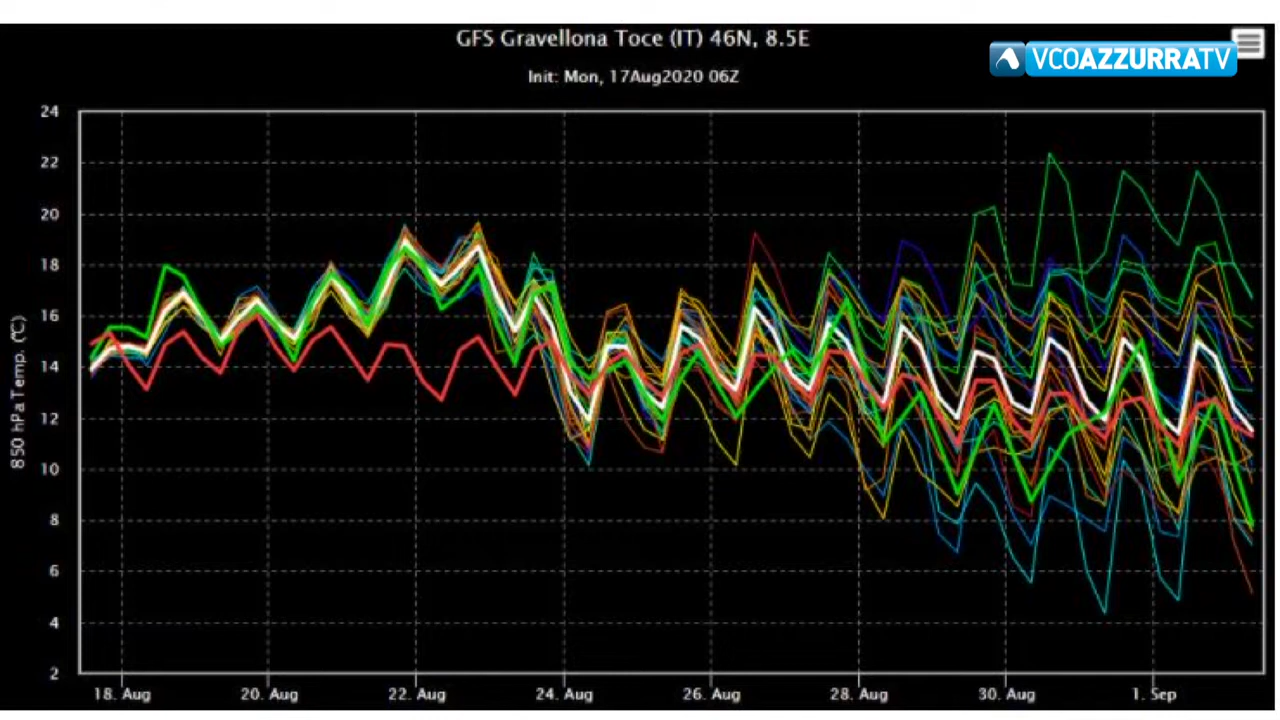 GFS Gravellona Toce (IT) 46N, 8.5E
VCOAZZURRATV
Init: Mon, 17Aug2020 06Z
24
22
20
18
16
14
12
10
8
6
4
2
850 hPa Temp. (℃)
18. Aug
20. Aug
22. Aug
24. Aug
26. Aug
28. Aug
30. Aug
1. Sep